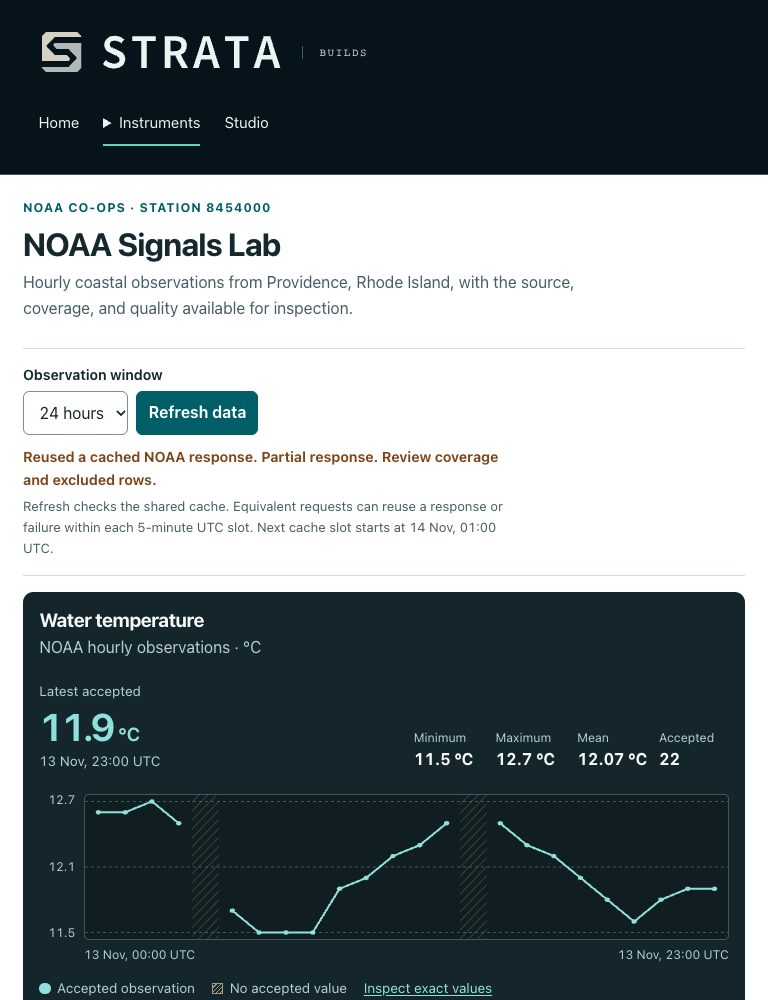 STRATA
BUILDS
Home
Instruments
Studio
NOAA CO-OPS · STATION 8454000
NOAA Signals Lab
Hourly coastal observations from Providence, Rhode Island, with the source,
coverage, and quality available for inspection.
Observation window
24 hours
Refresh data
Reused a cached NOAA response. Partial response. Review coverage
and excluded rows.
Refresh checks the shared cache. Equivalent requests can reuse a response or
failure within each 5-minute UTC slot. Next cache slot starts at 14 Nov, 01:00
UTC.
Water temperature
NOAA hourly observations · °C
Latest accepted
11.9 °C
13 Nov, 23:00 UTC
Minimum
11.5 °C
Maximum
12.7 °C
Mean
12.07 °C
Accepted
22
12.7
12.1
11.5
13 Nov, 00:00 UTC
13 Nov, 23:00 UTC
Accepted observation
No accepted value
Inspect exact values